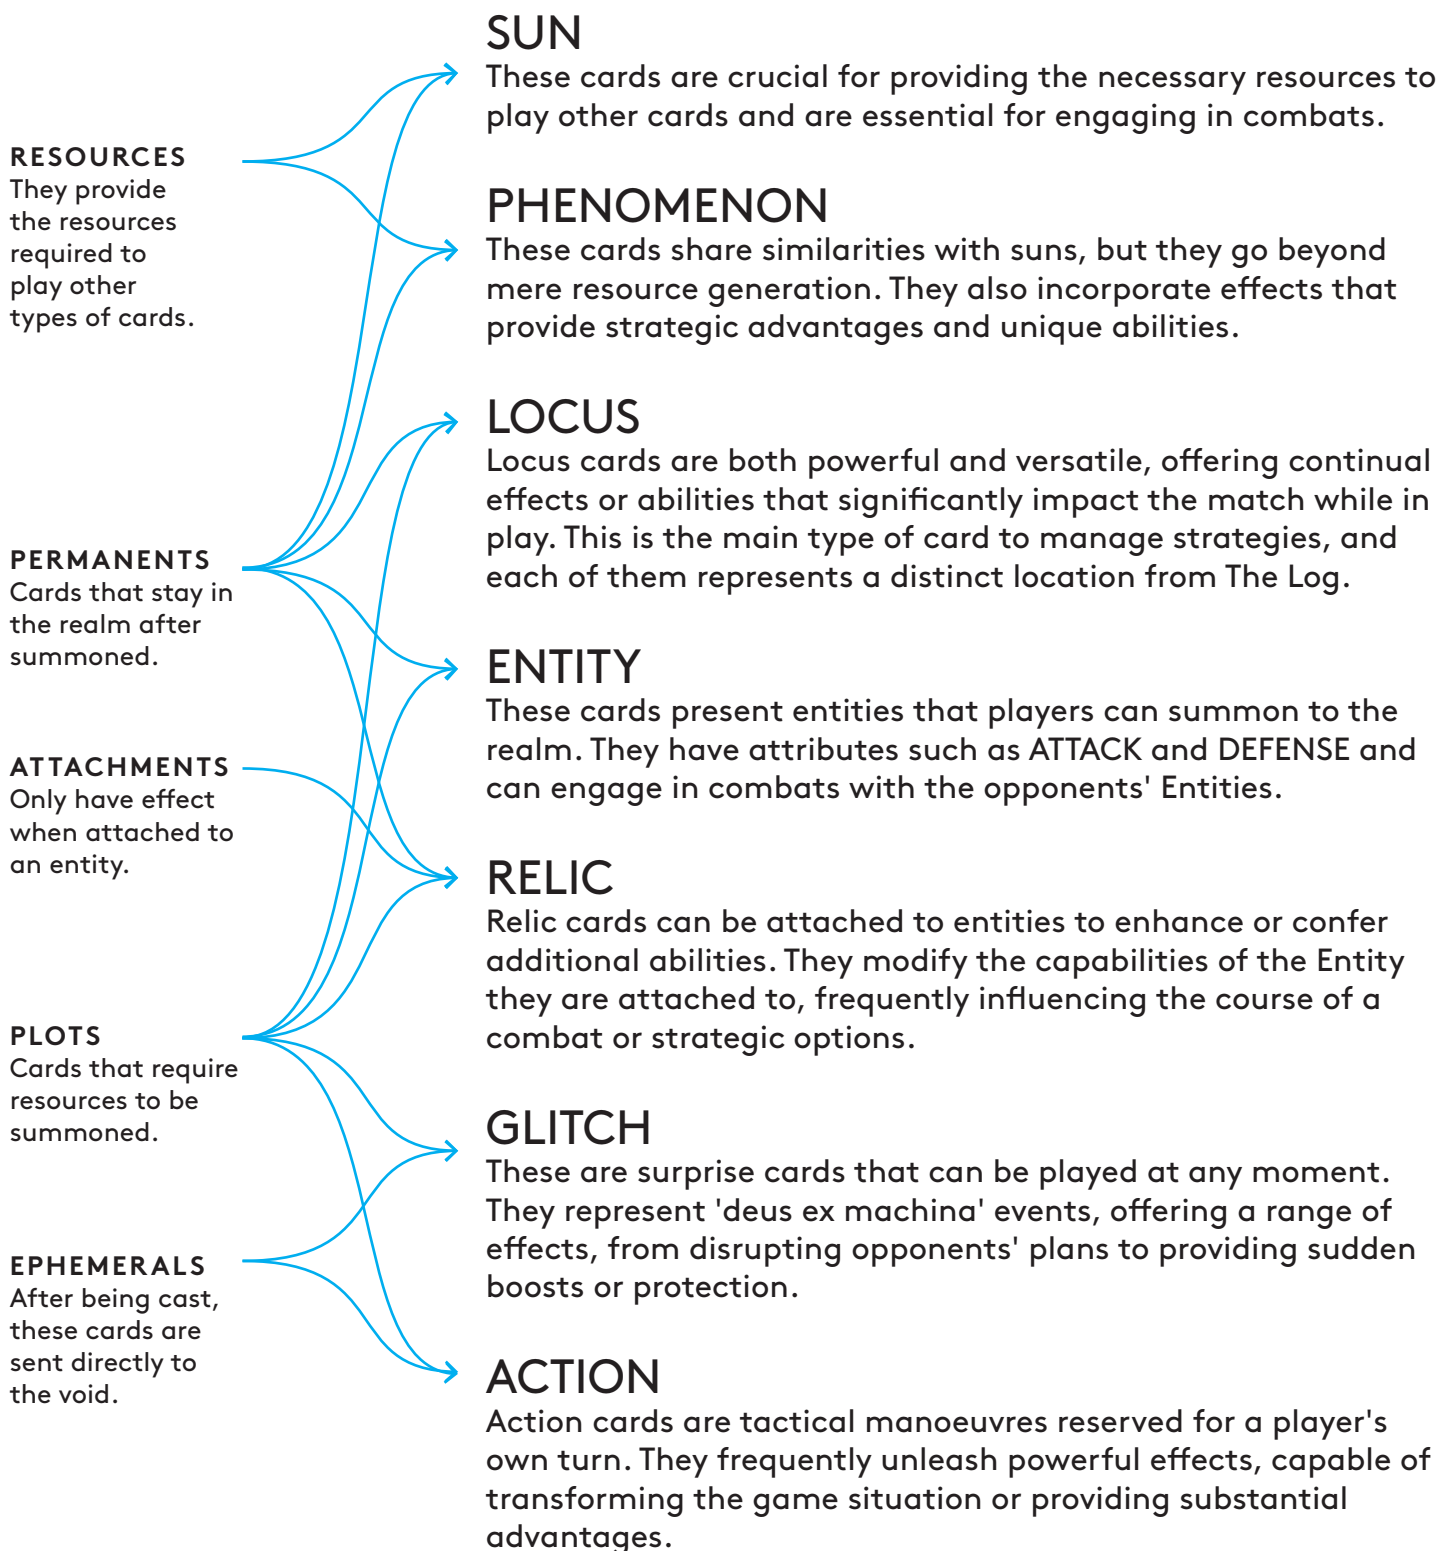 RESOURCES
They provide
the resources
required to
play other
types of cards.
PERMANENTS
Cards that stay in
the realm after
summoned.
ATTACHMENTS
Only have effect
when attached to
an entity.
PLOTS
Cards that require
resources to be
summoned.
EPHEMERALS
After being cast,
these cards are
sent directly to
the void.
SUN
These cards are crucial for providing the necessary resources to
play other cards and are essential for engaging in combats.
PHENOMENON
These cards share similarities with suns, but they go beyond
mere resource generation. They also incorporate effects that
provide strategic advantages and unique abilities.
LOCUS
Locus cards are both powerful and versatile, offering continual
effects or abilities that significantly impact the match while in
play. This is the main type of card to manage strategies, and
each of them represents a distinct location from The Log.
ENTITY
These cards present entities that players can summon to the
realm. They have attributes such as ATTACK and DEFENSE and
can engage in combats with the opponents' Entities.
RELIC
Relic cards can be attached to entities to enhance or confer
additional abilities. They modify the capabilities of the Entity
they are attached to, frequently influencing the course of a
combat or strategic options.
GLITCH
These are surprise cards that can be played at any moment.
They represent 'deus ex machina' events, offering a range of
effects, from disrupting opponents' plans to providing sudden
boosts or protection.
ACTION
Action cards are tactical manoeuvres reserved for a player's
own turn. They frequently unleash powerful effects, capable of
transforming the game situation or providing substantial
advantages.